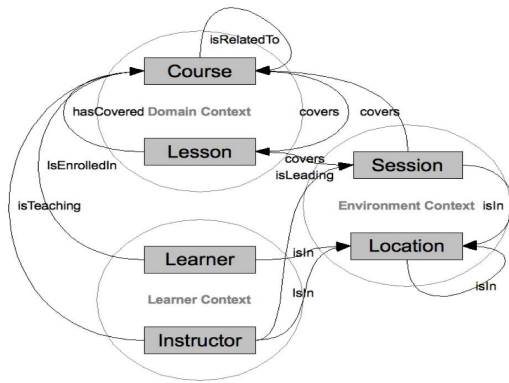 isRelatedTo
Course
hasCovered
Domain Context
covers
covers
Lesson
covers
isLeading
Session
IsEnrolledIn
isTeaching
Environment Context
isIn
Learner
isIn
Location
Learner Context
IsIn
isIn
Instructor